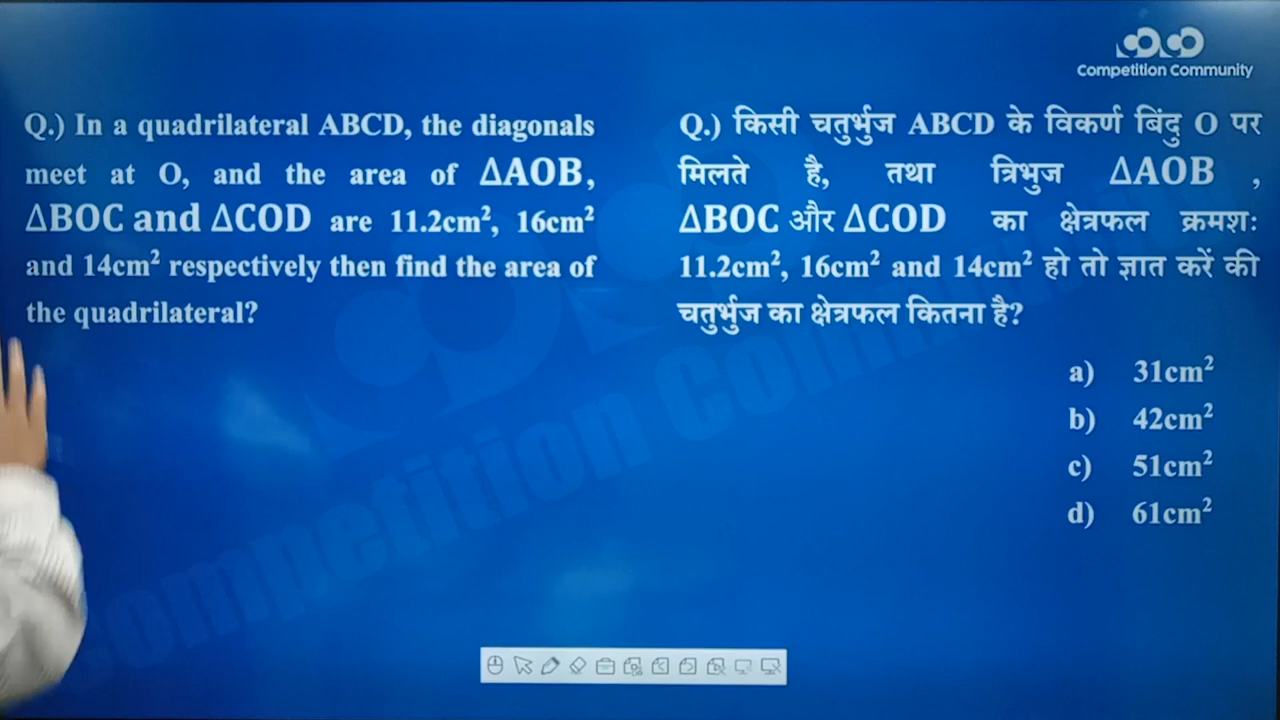 Competition Community
Q.) In a quadrilateral ABCD, the diagonals
meet at O, and the area of ΔAOB,
ΔBOC and ΔCOD are 11.2cm², 16cm²
and 14cm² respectively then find the area of
the quadrilateral?
Q.) किसी चतुर्भुज ABCD के विकर्ण बिंदु O पर
मिलते है, तथा त्रिभुज ΔAOB ,
ΔBOC और ΔCOD का क्षेत्रफल क्रमशः
11.2cm², 16cm² and 14cm² हो तो ज्ञात करें की
चतुर्भुज का क्षेत्रफल कितना है?
a) 31cm²
b) 42cm²
c) 51cm²
d) 61cm²
Competition Community